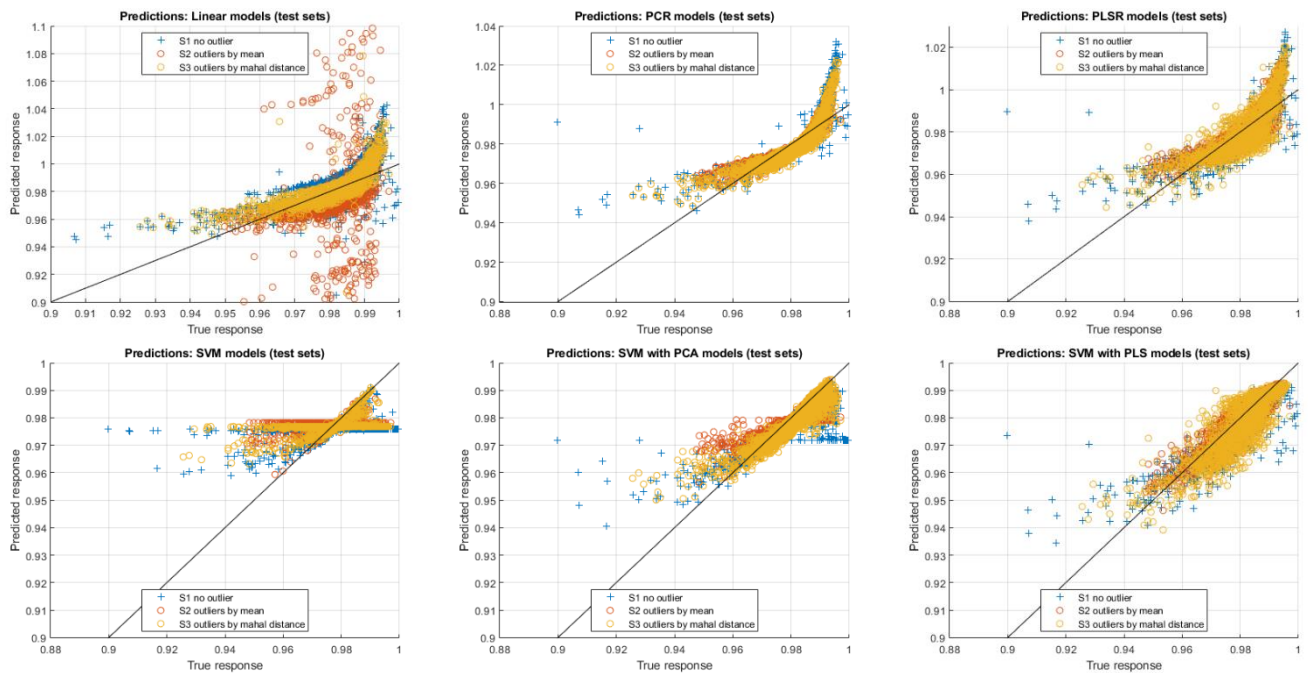 Predictions: Linear models (test sets)
1.1
1.08
1.06
1.04
1.02
1
0.98
0.96
0.94
0.92
0.9
Predicted response
S1 no outlier
S2 outliers by mean
S3 outliers by mahal distance
0.9 0.91 0.92 0.93 0.94 0.95 0.96 0.97 0.98 0.99 1
True response
Predictions: PCR models (test sets)
1.04
1.02
1
0.98
0.96
0.94
0.92
0.9
Predicted response
S1 no outlier
S2 outliers by mean
S3 outliers by mahal distance
0.88 0.9 0.92 0.94 0.96 0.98 1
True response
Predictions: PLSR models (test sets)
1.02
1
0.98
0.96
0.94
0.92
0.9
Predicted response
S1 no outlier
S2 outliers by mean
S3 outliers by mahal distance
0.88 0.9 0.92 0.94 0.96 0.98 1
True response
Predictions: SVM models (test sets)
1
0.99
0.98
0.97
0.96
0.95
0.94
0.93
0.92
0.91
0.9
Predicted response
S1 no outlier
S2 outliers by mean
S3 outliers by mahal distance
0.88 0.9 0.92 0.94 0.96 0.98 1
True response
Predictions: SVM with PCA models (test sets)
1
0.99
0.98
0.97
0.96
0.95
0.94
0.93
0.92
0.91
0.9
Predicted response
S1 no outlier
S2 outliers by mean
S3 outliers by mahal distance
0.88 0.9 0.92 0.94 0.96 0.98 1
True response
Predictions: SVM with PLS models (test sets)
1
0.99
0.98
0.97
0.96
0.95
0.94
0.93
0.92
0.91
0.9
Predicted response
S1 no outlier
S2 outliers by mean
S3 outliers by mahal distance
0.88 0.9 0.92 0.94 0.96 0.98 1
True response